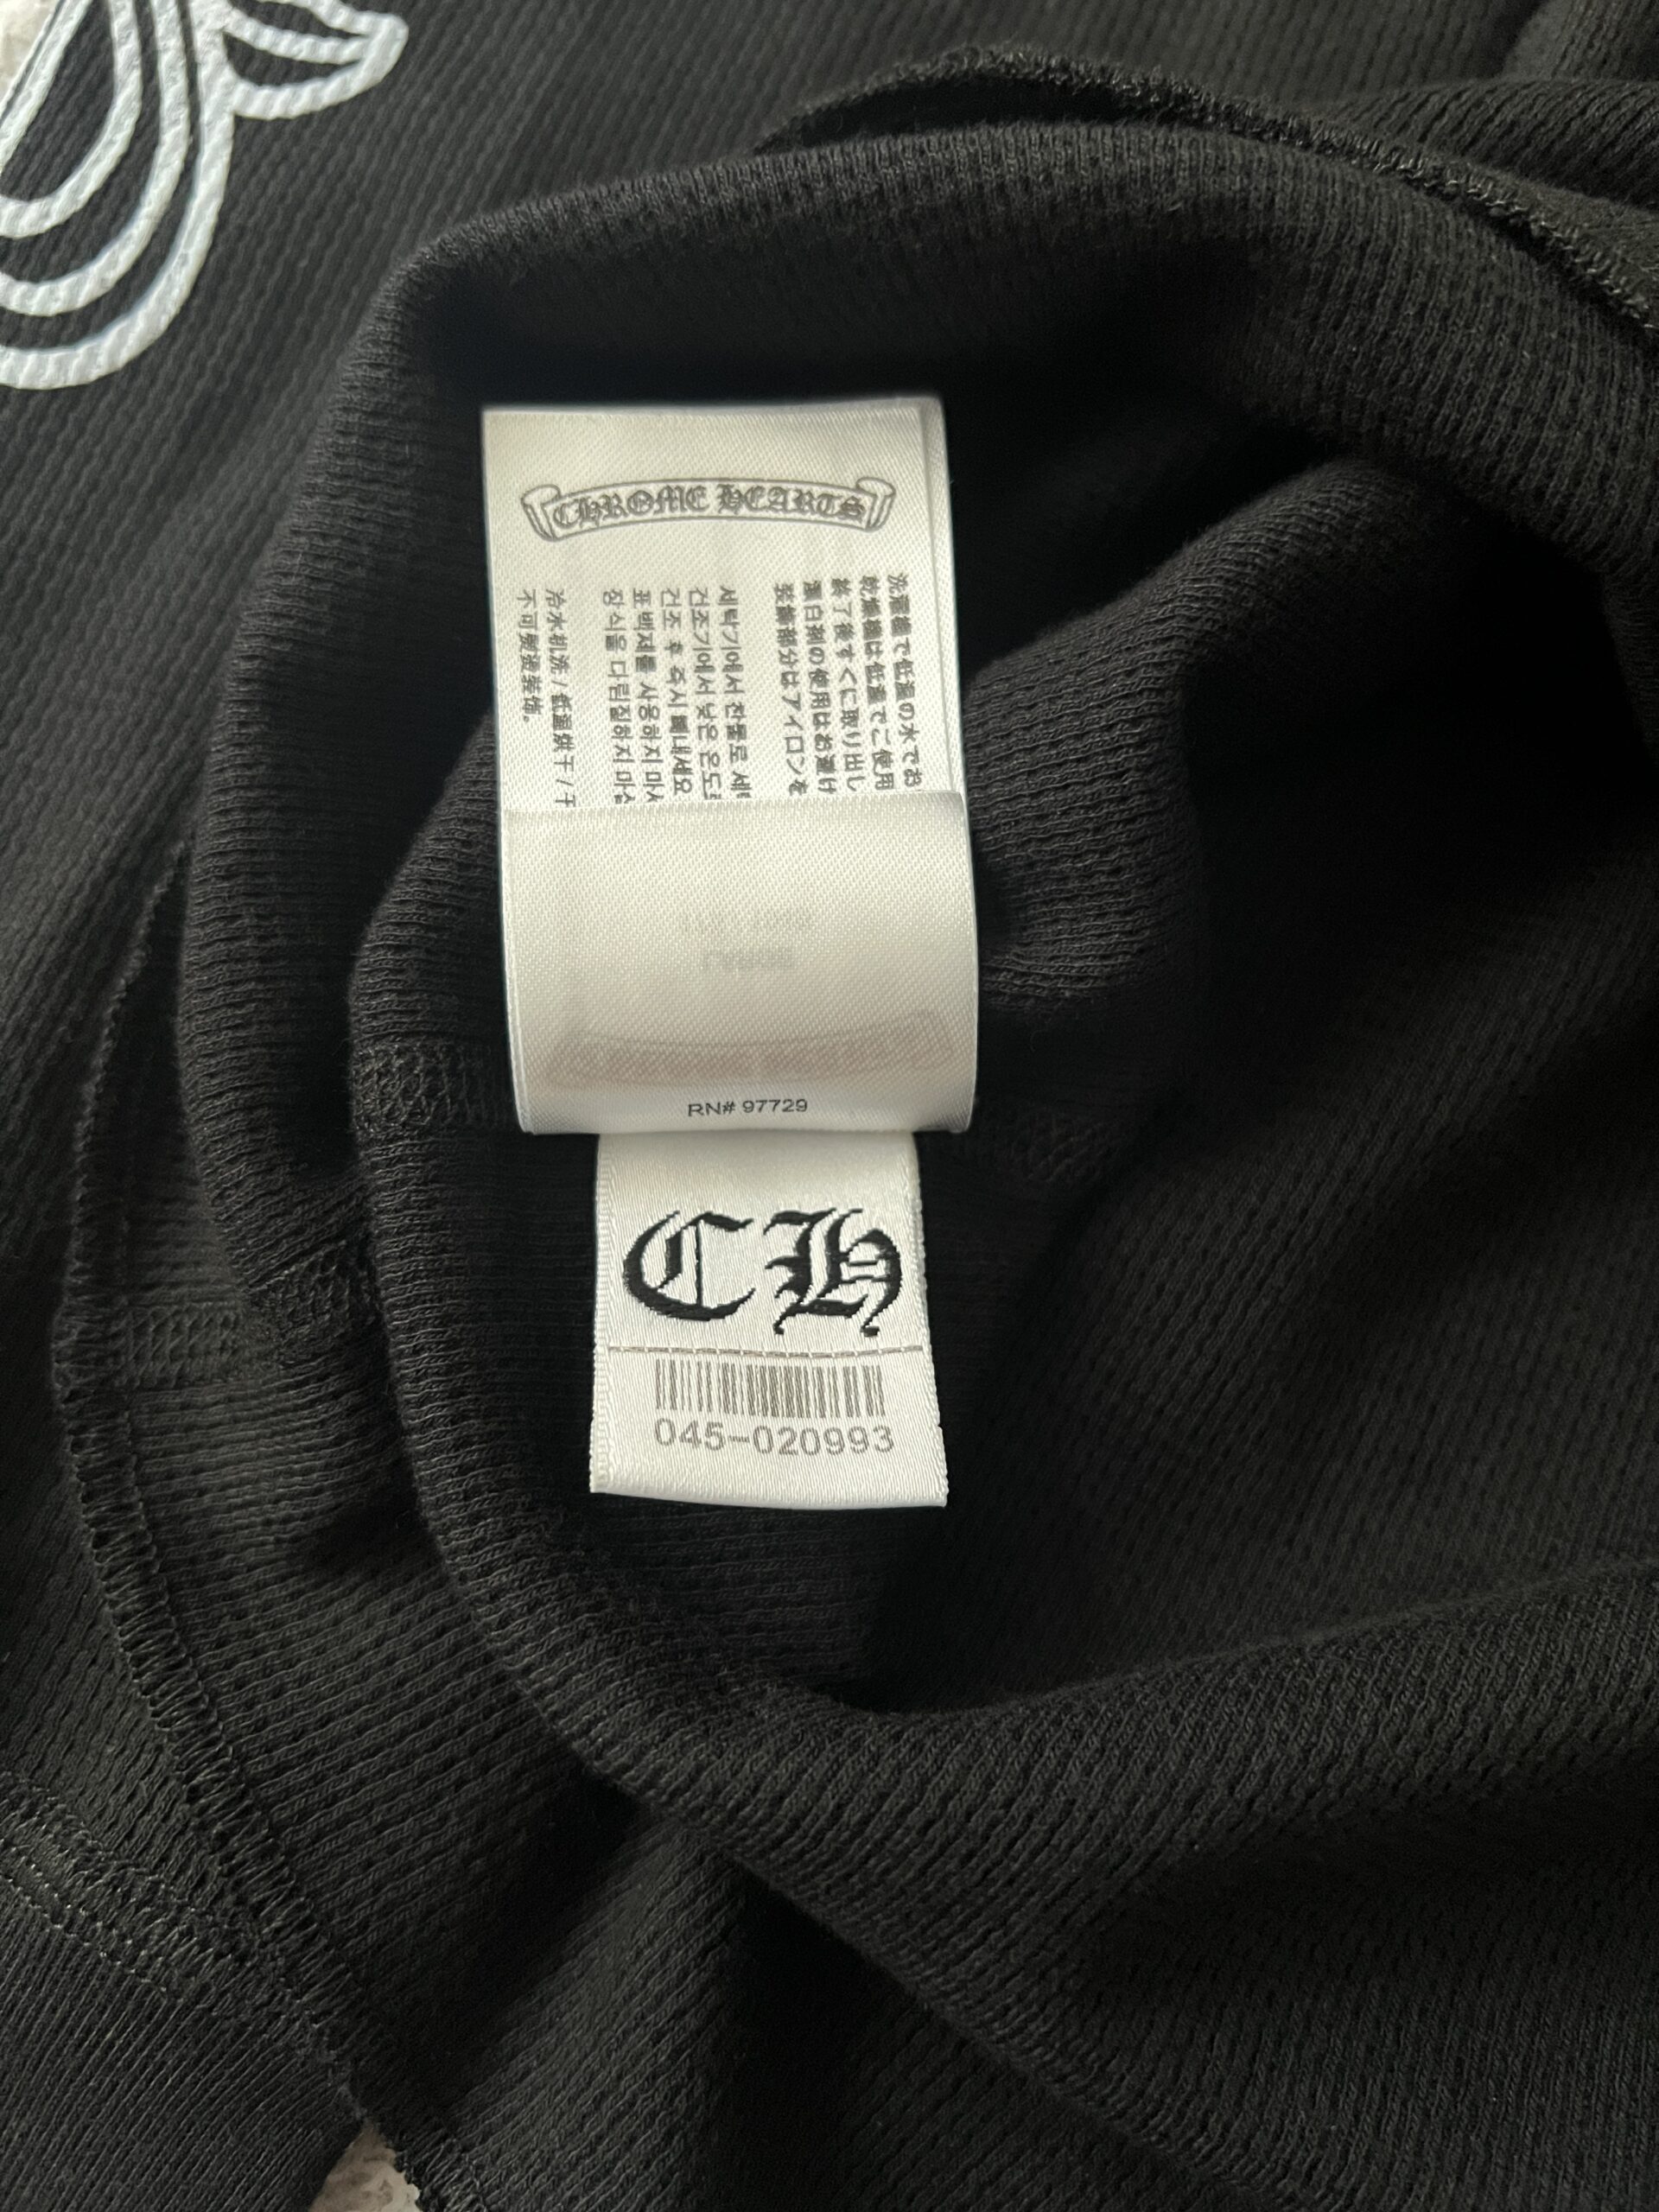 CHROME HEARTS
洗濯機で低温の水でお
乾燥機は低温でご使用
終了後すぐに取り出し
漂白剤の使用はお避け
装飾部分はアイロンを
세탁기에서 찬물로 세
건조기에서 낮은 온도
건조 후 즉시 빼내세요
표백제를 사용하지 마
장식을 다림질하지 마
冷水机洗 / 低温烘干 / 干
不可熨烫装饰。
RN# 97729
CH
045-020993